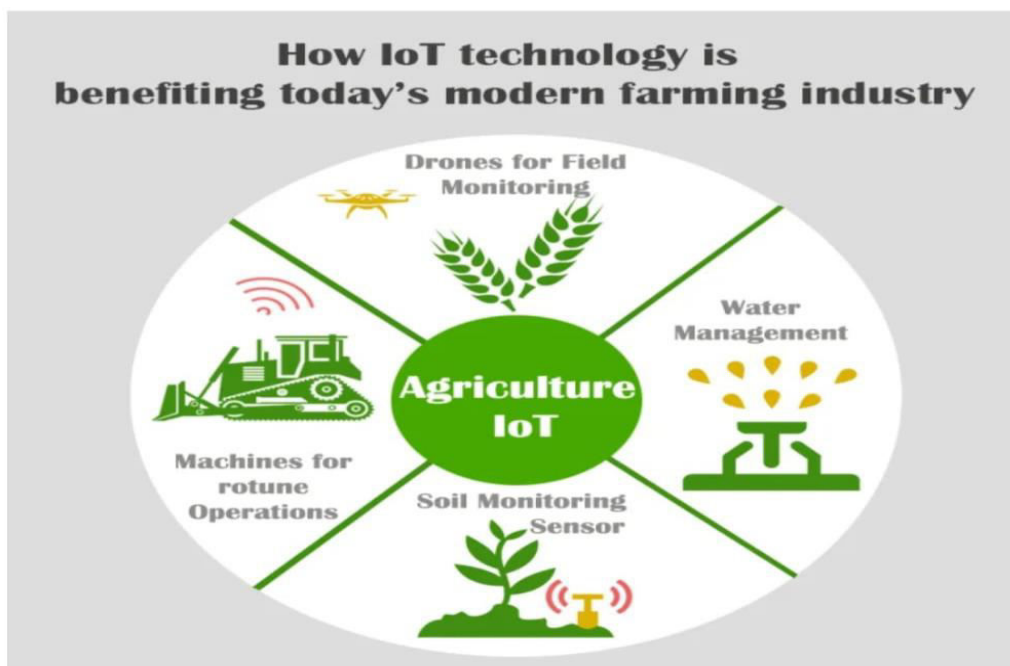 How IoT technology is
benefiting today's modern farming industry
Drones for Field
Monitoring
Water
Management
Agriculture
IoT
Machines for
rotune
Operations
Soil Monitoring
Sensor